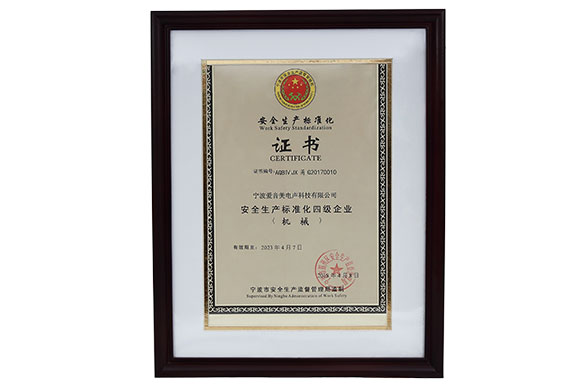 安全生产标准化
Work Safety Standardization
证书
CERTIFICATE
证书编号：AQBIVJX 甬 020170010
宁波爱音美电声科技有限公司
安全生产标准化四级企业
（机械）
有效期至：2023年4月7日
宁波市安全生产监督管理局监制
Supervised By Ningbo Administration of Work Safety